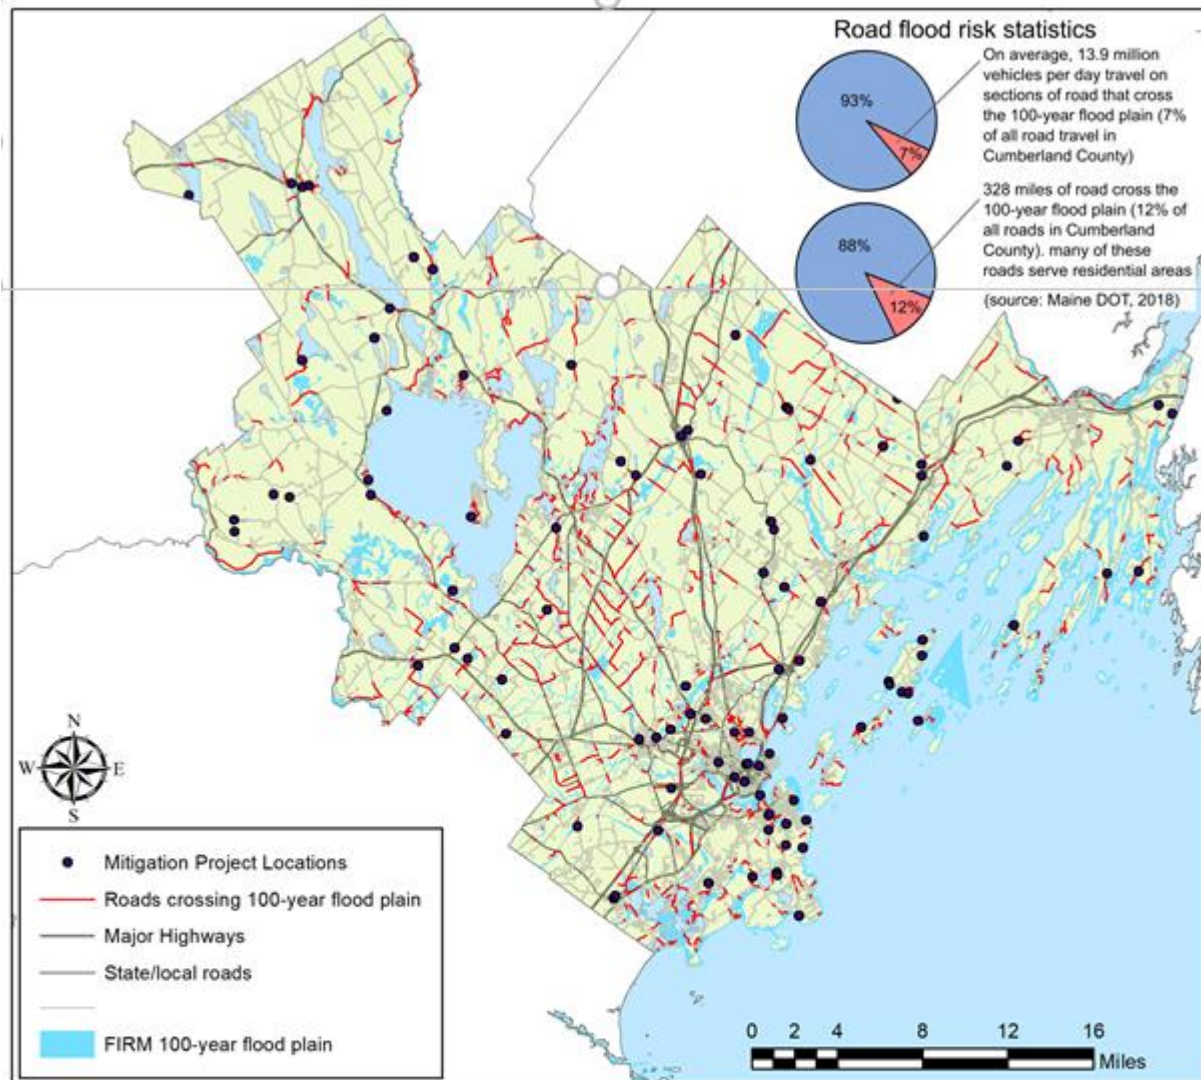 Road flood risk statistics
On average, 13.9 million
vehicles per day travel on
sections of road that cross
the 100-year flood plain (7%
of all road travel in
Cumberland County)
93%
7%
328 miles of road cross the
100-year flood plain (12% of
all roads in Cumberland
County). many of these
roads serve residential areas
(source: Maine DOT, 2018)
88%
12%
N
W
E
S
Mitigation Project Locations
Roads crossing 100-year flood plain
Major Highways
State/local roads
FIRM 100-year flood plain
0 2 4 8 12 16
Miles